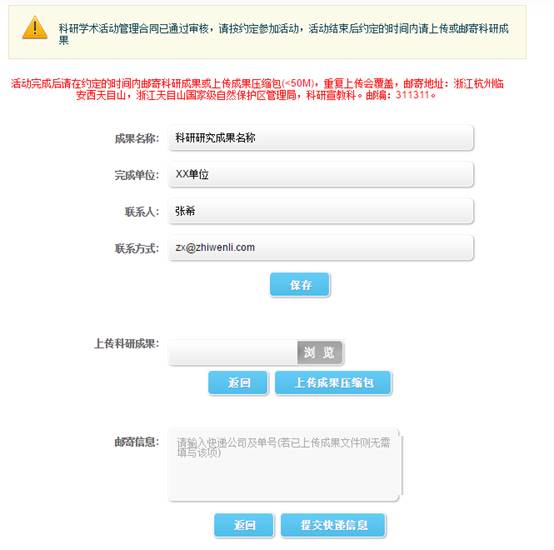 科研学术活动管理合同已通过审核，请按约定参加活动，活动结束后约定的时间内请上传或邮寄科研成
果
活动完成后请在约定的时间内邮寄科研成果或上传成果压缩包(<50M)，重复上传会覆盖，邮寄地址：浙江杭州临
安西天目山，浙江天目山国家级自然保护区管理局，科研宣教科。邮编：311311。
成果名称： 科研研究成果名称
完成单位： XX单位
联系人： 张希
联系方式： zx@zhiwenli.com
保存
上传科研成果： 浏 览
返回 上传成果压缩包
邮寄信息： 请输入快递公司及单号(若已上传成果文件则无需
填写该项)
返回 提交快递信息